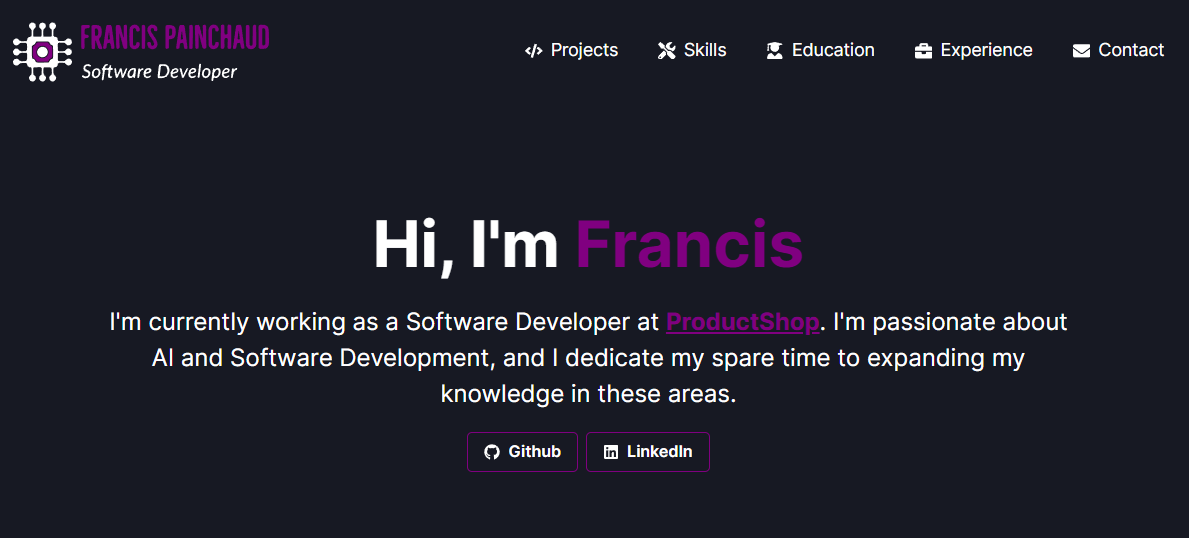 FRANCIS PAINCHAUD
Software Developer
Projects
Skills
Education
Experience
Contact
Hi, I'm Francis
I'm currently working as a Software Developer at ProductShop. I'm passionate about
AI and Software Development, and I dedicate my spare time to expanding my
knowledge in these areas.
Github
LinkedIn